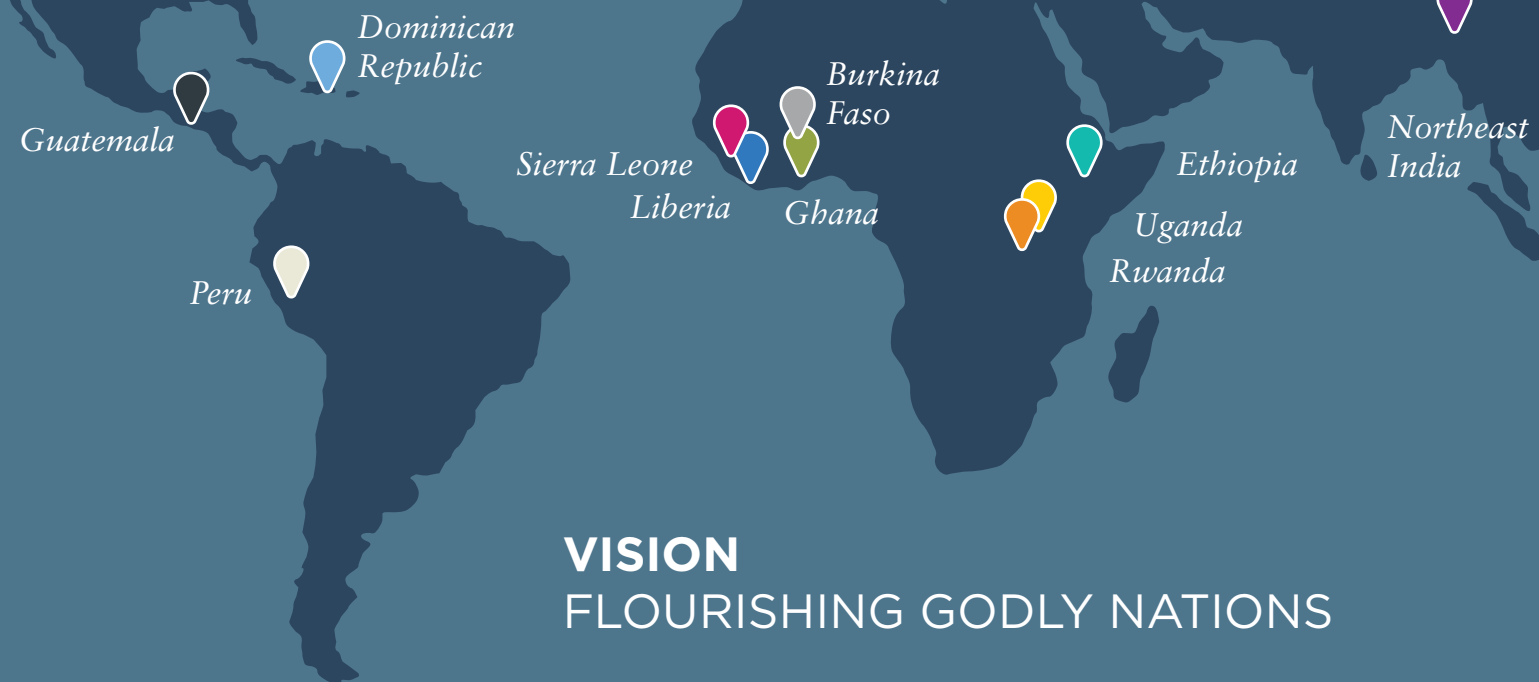 Dominican
Republic
Guatemala
Peru
Burkina
Faso
Sierra Leone
Liberia
Ghana
Ethiopia
Uganda
Rwanda
Northeast
India
VISION
FLOURISHING GODLY NATIONS